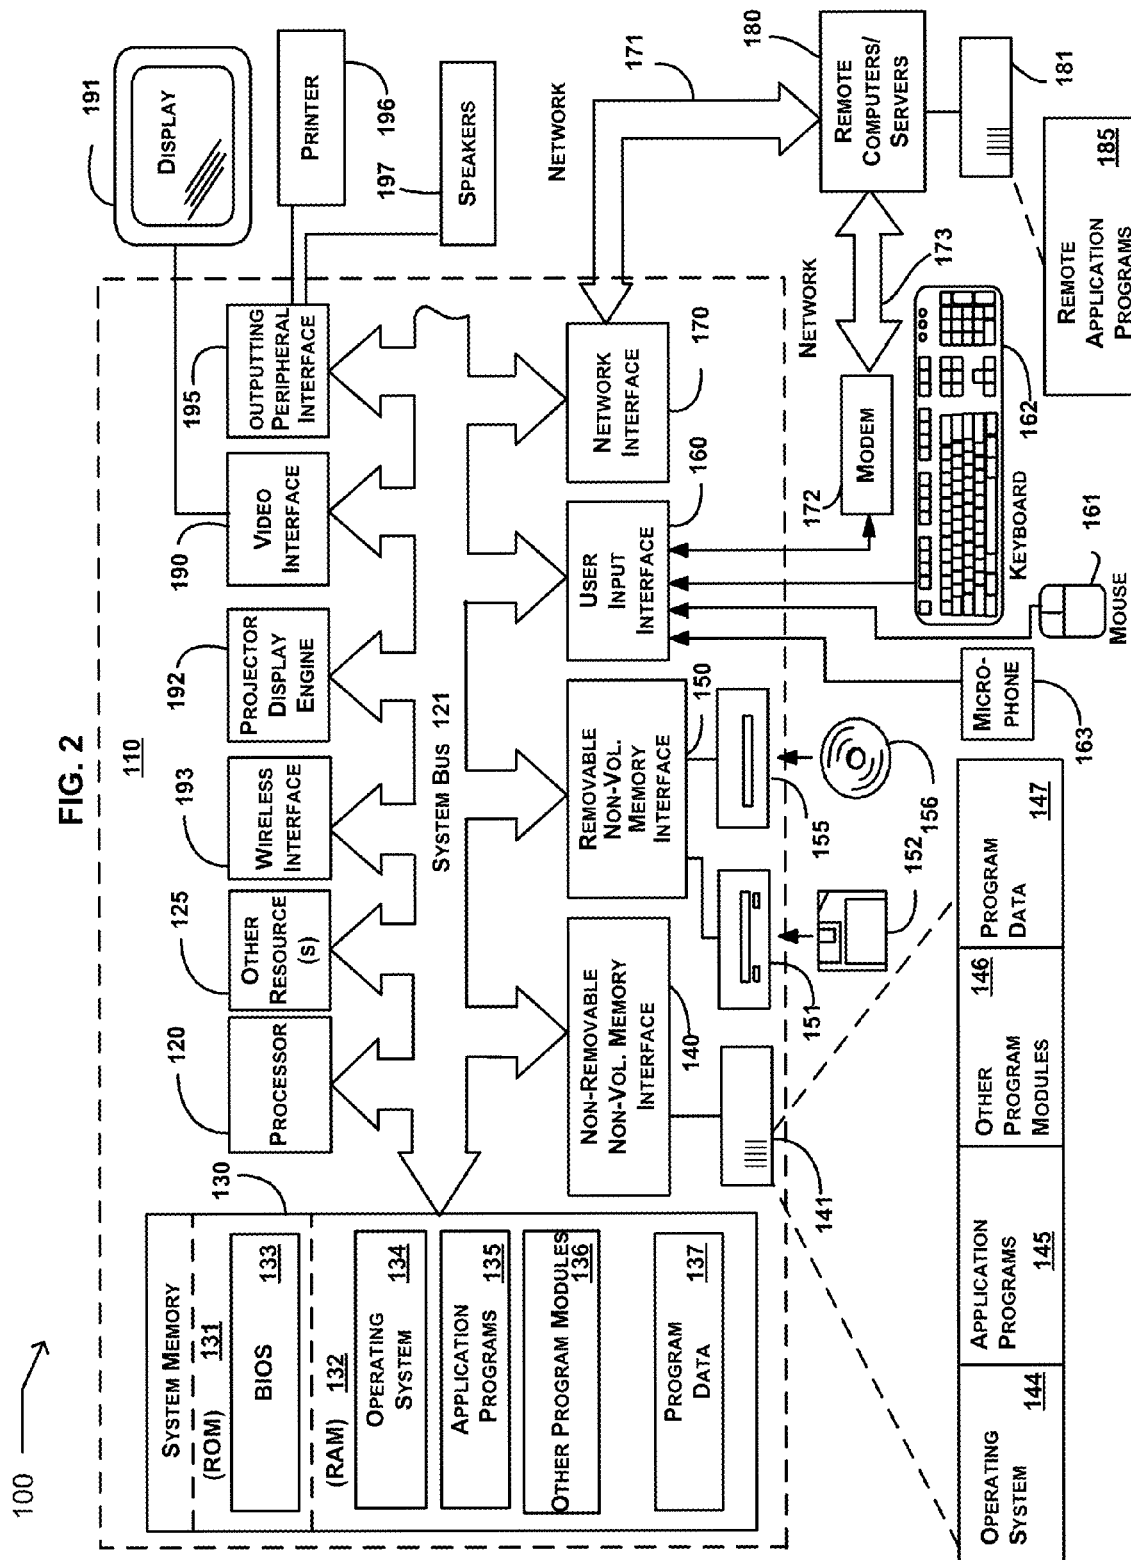 100
FIG. 2
110
SYSTEM MEMORY
(ROM) 131
BIOS
133
(RAM) 132
OPERATING
SYSTEM
134
APPLICATION
PROGRAMS
135
OTHER PROGRAM MODULES
136
PROGRAM
DATA
137
130
120
PROCESSOR
125
OTHER
RESOURCE
(S)
193
WIRELESS
INTERFACE
192
PROJECTOR
DISPLAY
ENGINE
190
VIDEO
INTERFACE
195
OUTPUTTING
PERIPHERAL
INTERFACE
191
DISPLAY
PRINTER
196
197
SPEAKERS
SYSTEM BUS 121
NON-REMOVABLE
NON-VOL. MEMORY
INTERFACE
140
REMOVABLE
NON-VOL.
MEMORY
INTERFACE
150
USER
INPUT
INTERFACE
160
NETWORK
INTERFACE
170
NETWORK
171
180
REMOTE
COMPUTERS/
SERVERS
181
141
151
152
155
156
172
MODEM
NETWORK
173
162
KEYBOARD
161
MOUSE
MICRO-
PHONE
163
OPERATING
SYSTEM
144
APPLICATION
PROGRAMS
145
OTHER
PROGRAM
MODULES
146
PROGRAM
DATA
147
REMOTE
APPLICATION
PROGRAMS
185